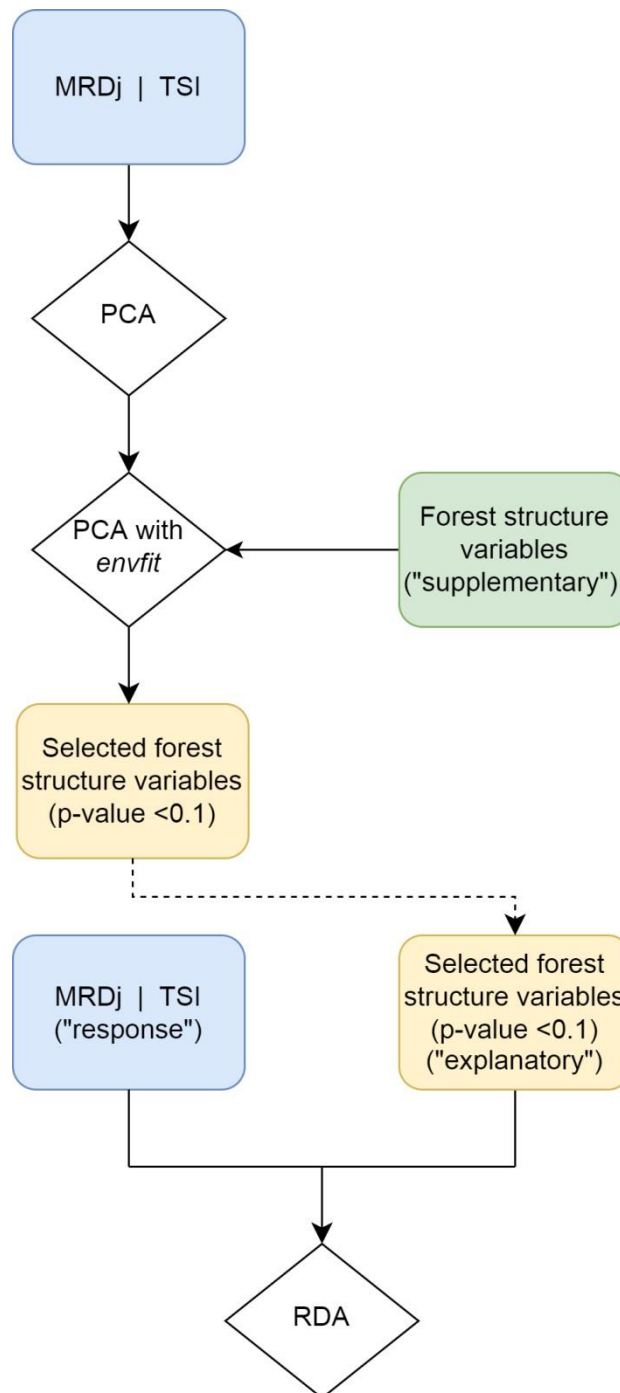 MRDj | TSI
PCA
PCA with
envfit
Forest structure
variables
("supplementary")
Selected forest
structure variables
(p-value <0.1)
MRDj | TSI
("response")
Selected forest
structure variables
(p-value <0.1)
("explanatory")
RDA